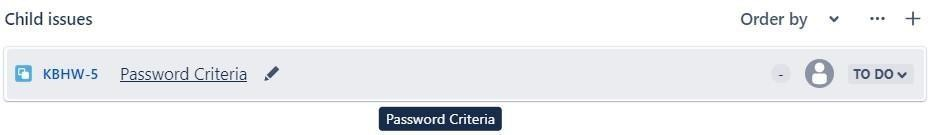 Child issues
Order by
KBHW-5 Password Criteria - TO DO
Password Criteria